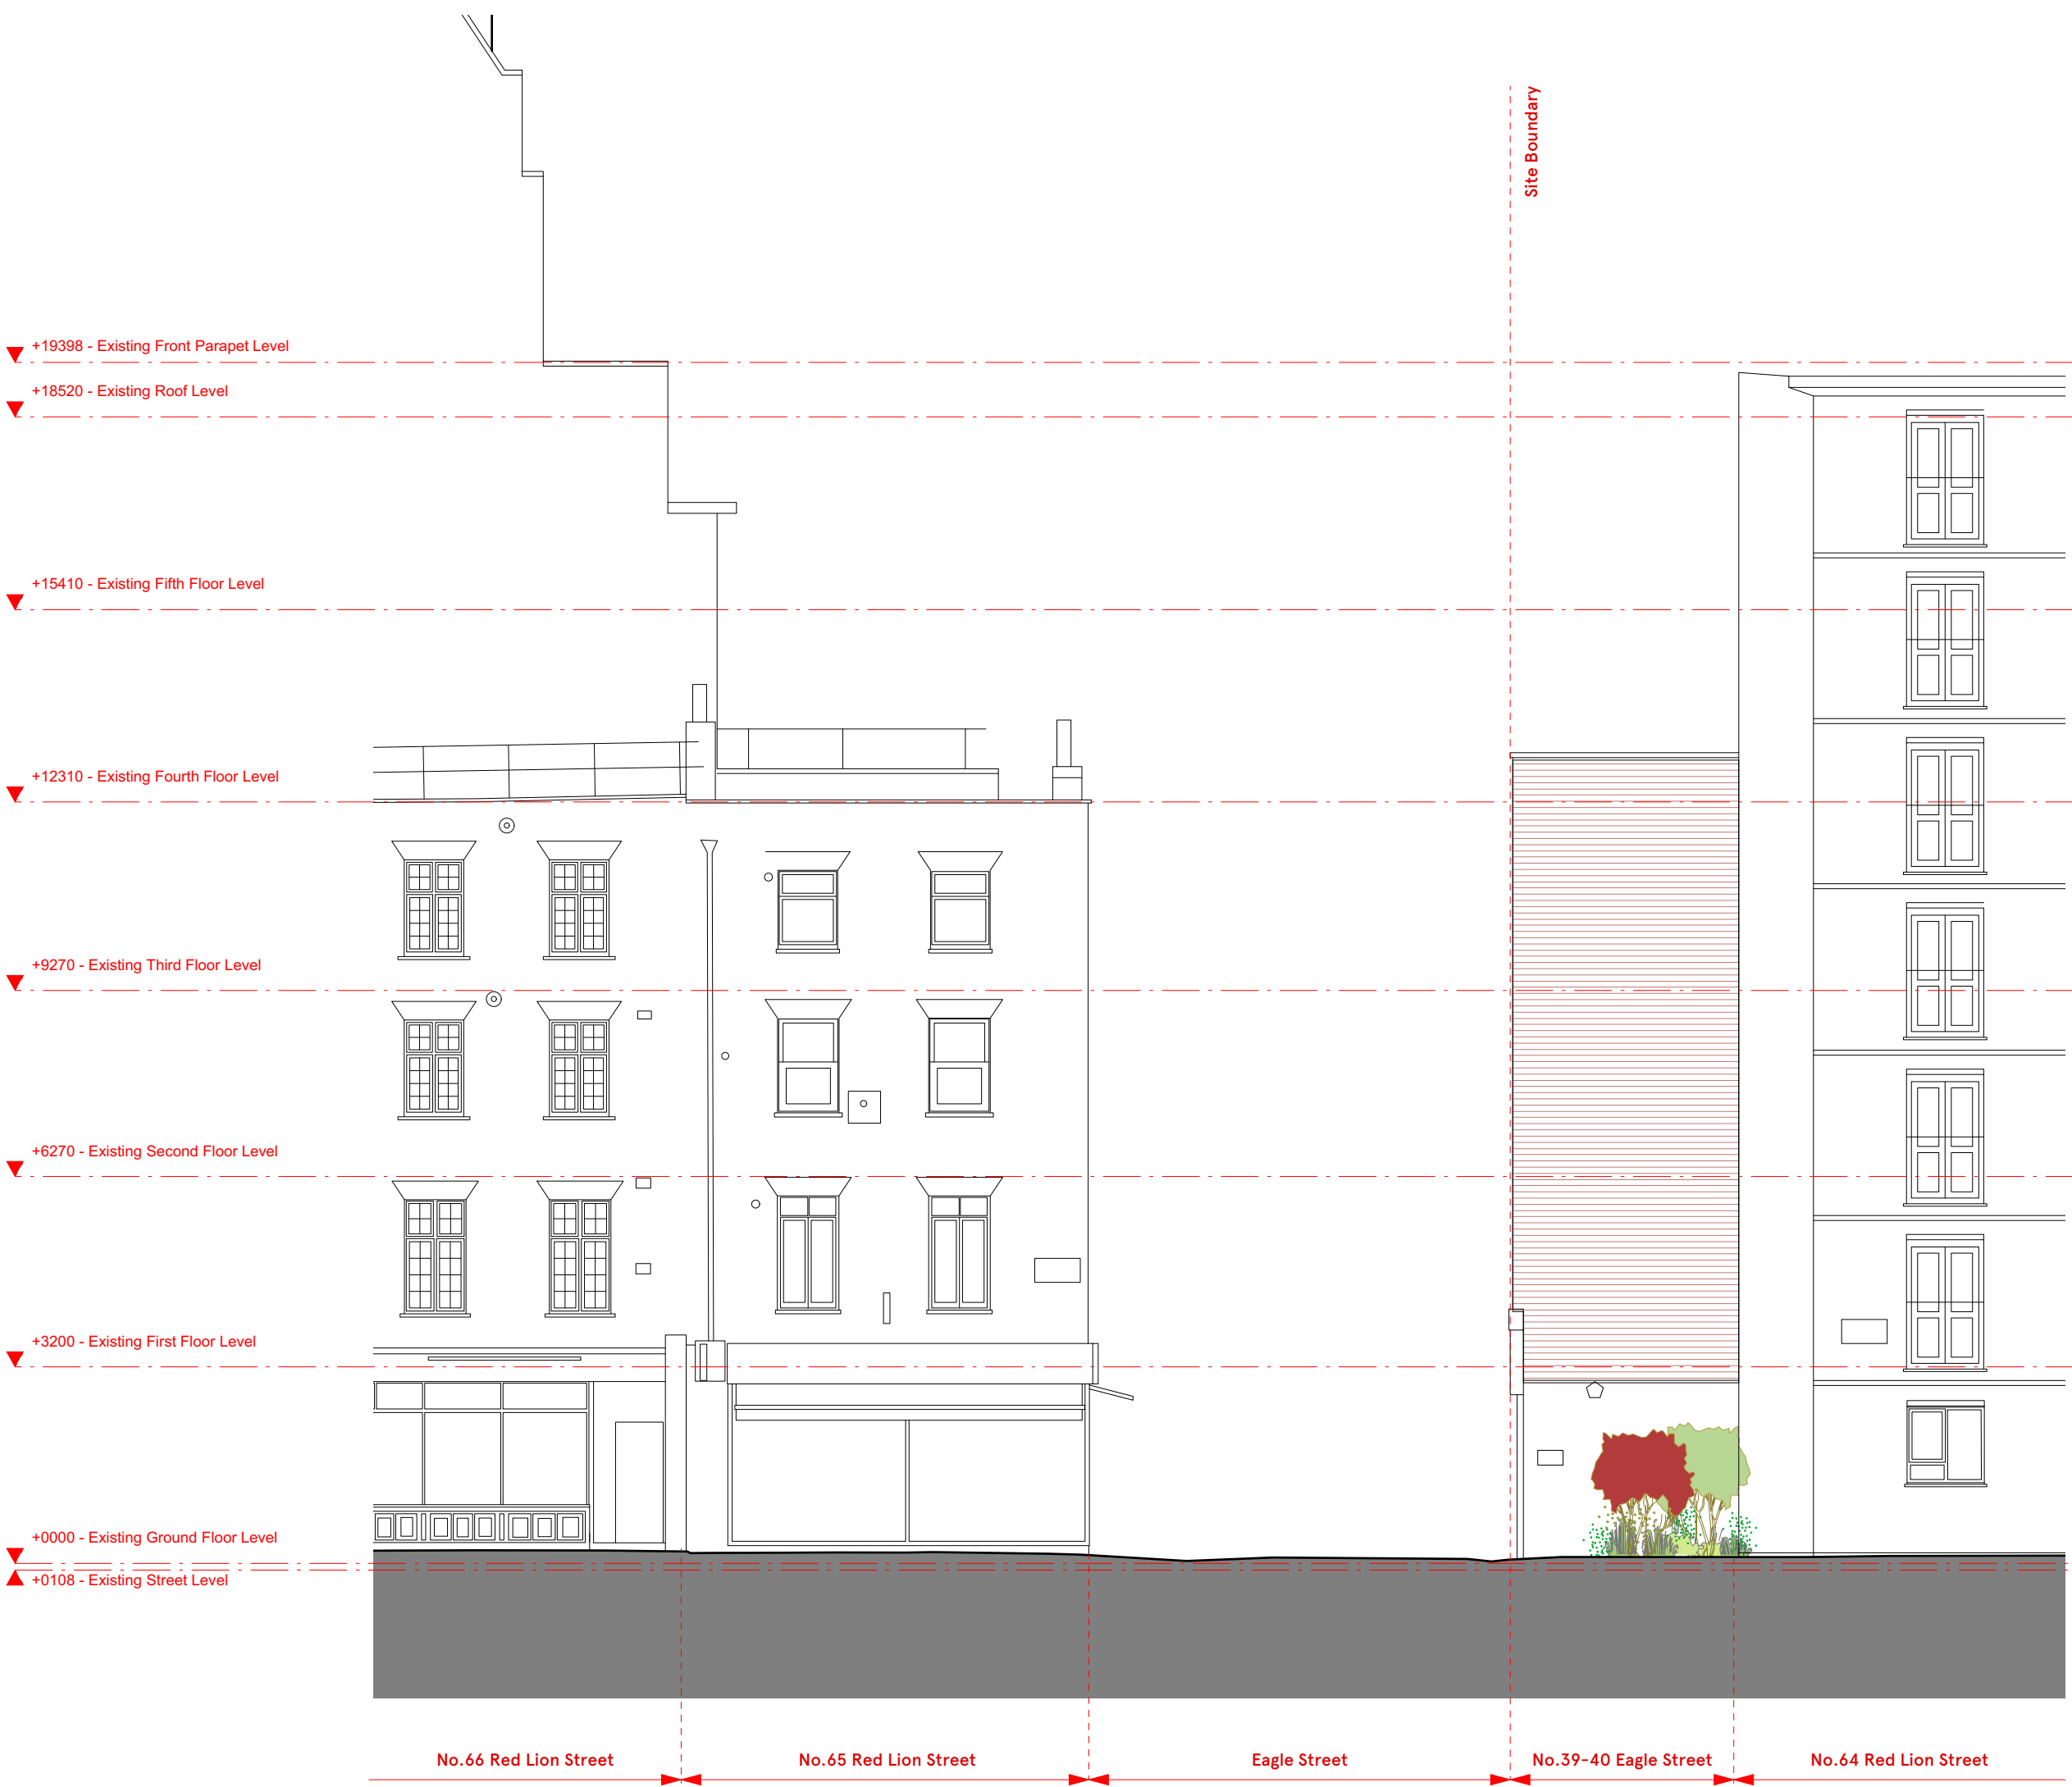 Site Boundary
+19398 - Existing Front Parapet Level
+18520 - Existing Roof Level
+15410 - Existing Fifth Floor Level
+12310 - Existing Fourth Floor Level
+9270 - Existing Third Floor Level
+6270 - Existing Second Floor Level
+3200 - Existing First Floor Level
+0000 - Existing Ground Floor Level
+0108 - Existing Street Level
No.66 Red Lion Street
No.65 Red Lion Street
Eagle Street
No.39-40 Eagle Street
No.64 Red Lion Street